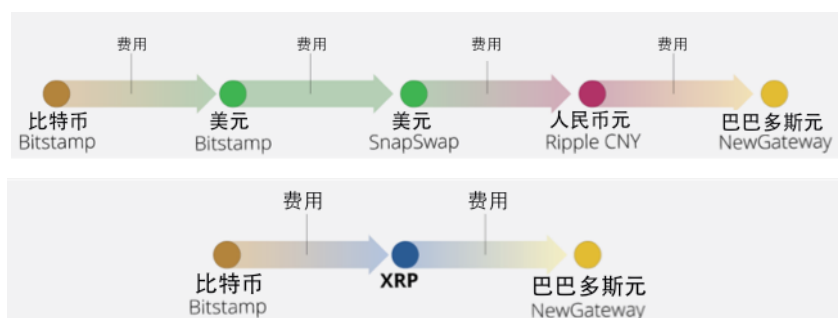 费用 费用 费用 费用
比特币 美元 美元 人民币元 巴巴多斯元
Bitstamp Bitstamp SnapSwap Ripple CNY NewGateway
费用 费用
比特币 XRP 巴巴多斯元
Bitstamp NewGateway